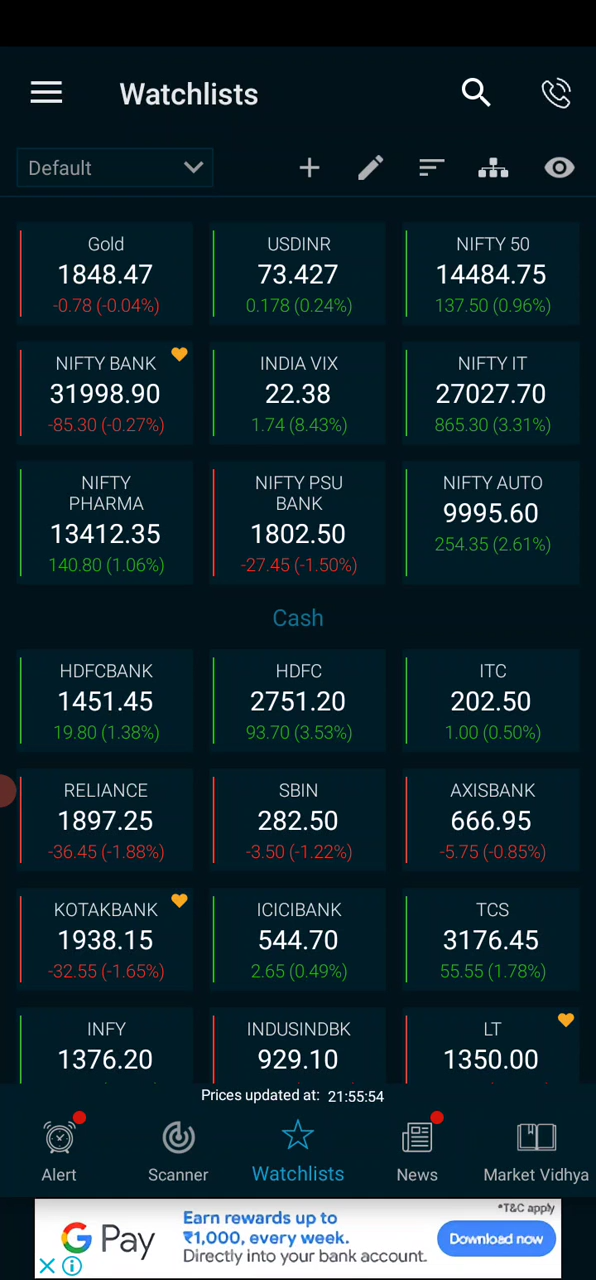 Watchlists
Default
Gold
1848.47
-0.78 (-0.04%)
USDINR
73.427
0.178 (0.24%)
NIFTY 50
14484.75
137.50 (0.96%)
NIFTY BANK
31998.90
-85.30 (-0.27%)
INDIA VIX
22.38
1.74 (8.43%)
NIFTY IT
27027.70
865.30 (3.31%)
NIFTY
PHARMA
13412.35
140.80 (1.06%)
NIFTY PSU
BANK
1802.50
-27.45 (-1.50%)
NIFTY AUTO
9995.60
254.35 (2.61%)
Cash
HDFCBANK
1451.45
19.80 (1.38%)
HDFC
2751.20
93.70 (3.53%)
ITC
202.50
1.00 (0.50%)
RELIANCE
1897.25
-36.45 (-1.88%)
SBIN
282.50
-3.50 (-1.22%)
AXISBANK
666.95
-5.75 (-0.85%)
KOTAKBANK
1938.15
-32.55 (-1.65%)
ICICIBANK
544.70
2.65 (0.49%)
TCS
3176.45
55.55 (1.78%)
INFY
1376.20
INDUSINDBK
929.10
LT
1350.00
Prices updated at: 21:55:54
Alert
Scanner
Watchlists
News
Market Vidhya
*T&C apply
G Pay
Earn rewards up to
₹1,000, every week.
Directly into your bank account.
Download now